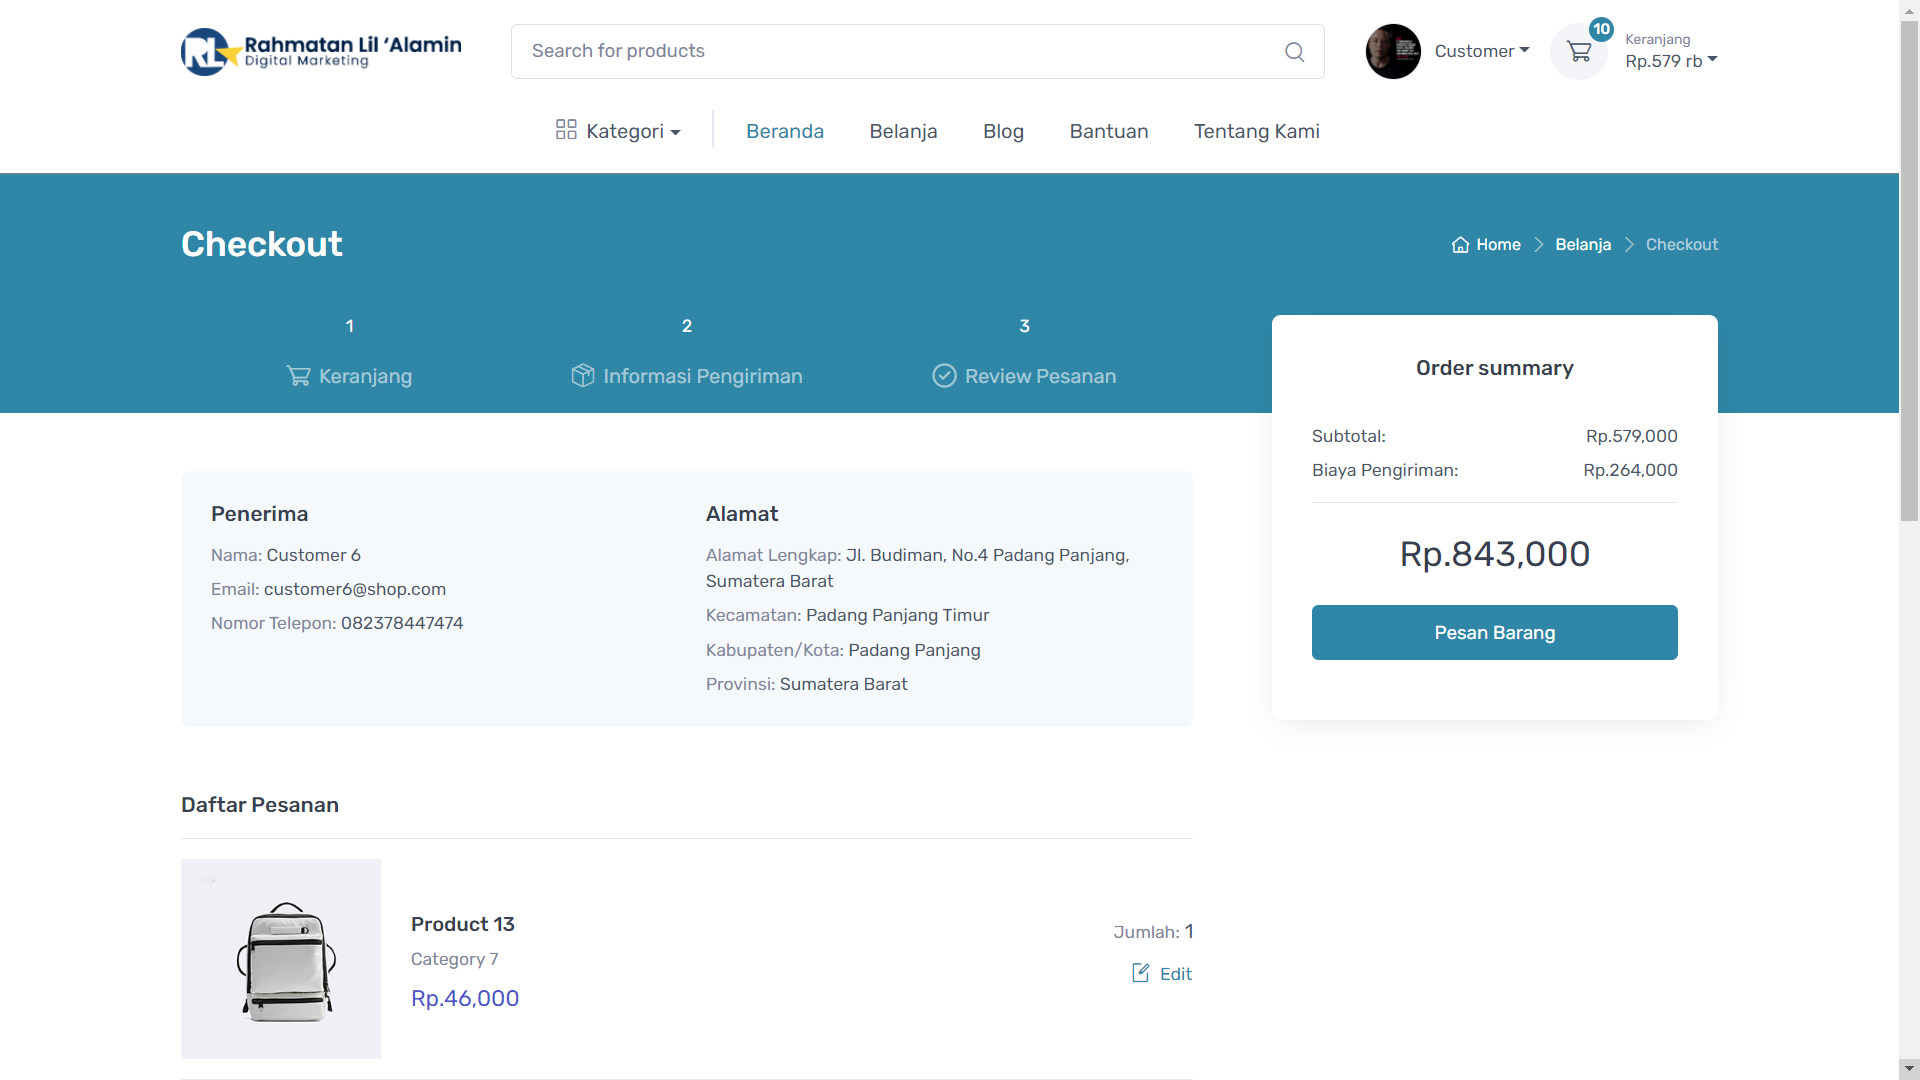 Rahmatan Lil ‘Alamin
Digital Marketing
Search for products
Customer
10
Keranjang
Rp.579 rb
Kategori
Beranda
Belanja
Blog
Bantuan
Tentang Kami
Checkout
Home
Belanja
Checkout
1
Keranjang
2
Informasi Pengiriman
3
Review Pesanan
Order summary
Subtotal: Rp.579,000
Biaya Pengiriman: Rp.264,000
Rp.843,000
Pesan Barang
Penerima
Nama: Customer 6
Email: customer6@shop.com
Nomor Telepon: 082378447474
Alamat
Alamat Lengkap: Jl. Budiman, No.4 Padang Panjang,
Sumatera Barat
Kecamatan: Padang Panjang Timur
Kabupaten/Kota: Padang Panjang
Provinsi: Sumatera Barat
Daftar Pesanan
Product 13
Category 7
Rp.46,000
Jumlah: 1
Edit